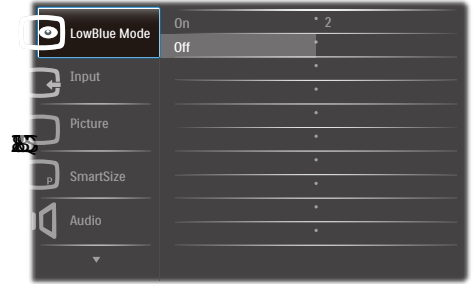 LowBlue Mode
On
2
Off
Input
Picture
SmartSize
P
Audio